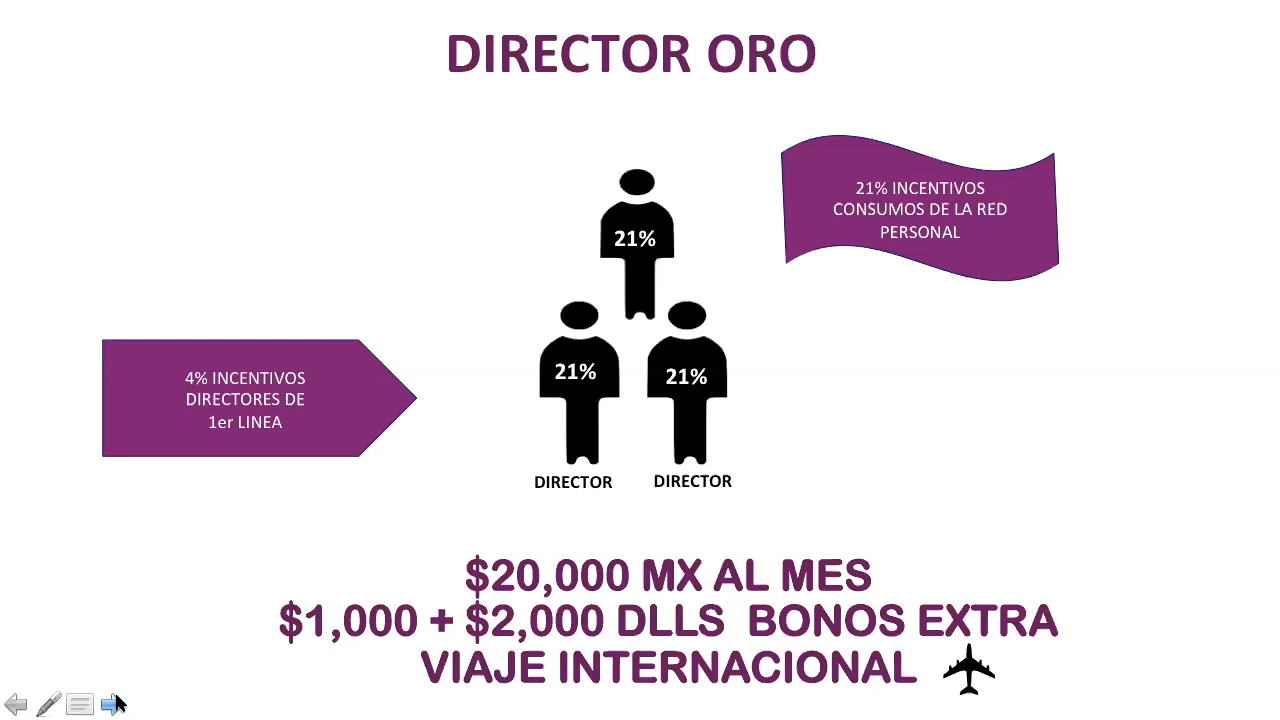 DIRECTOR ORO
21% INCENTIVOS
CONSUMOS DE LA RED
PERSONAL
21%
4% INCENTIVOS
DIRECTORES DE
1er LINEA
21%
21%
DIRECTOR
DIRECTOR
$20,000 MX AL MES
$1,000 + $2,000 DLLS BONOS EXTRA
VIAJE INTERNACIONAL